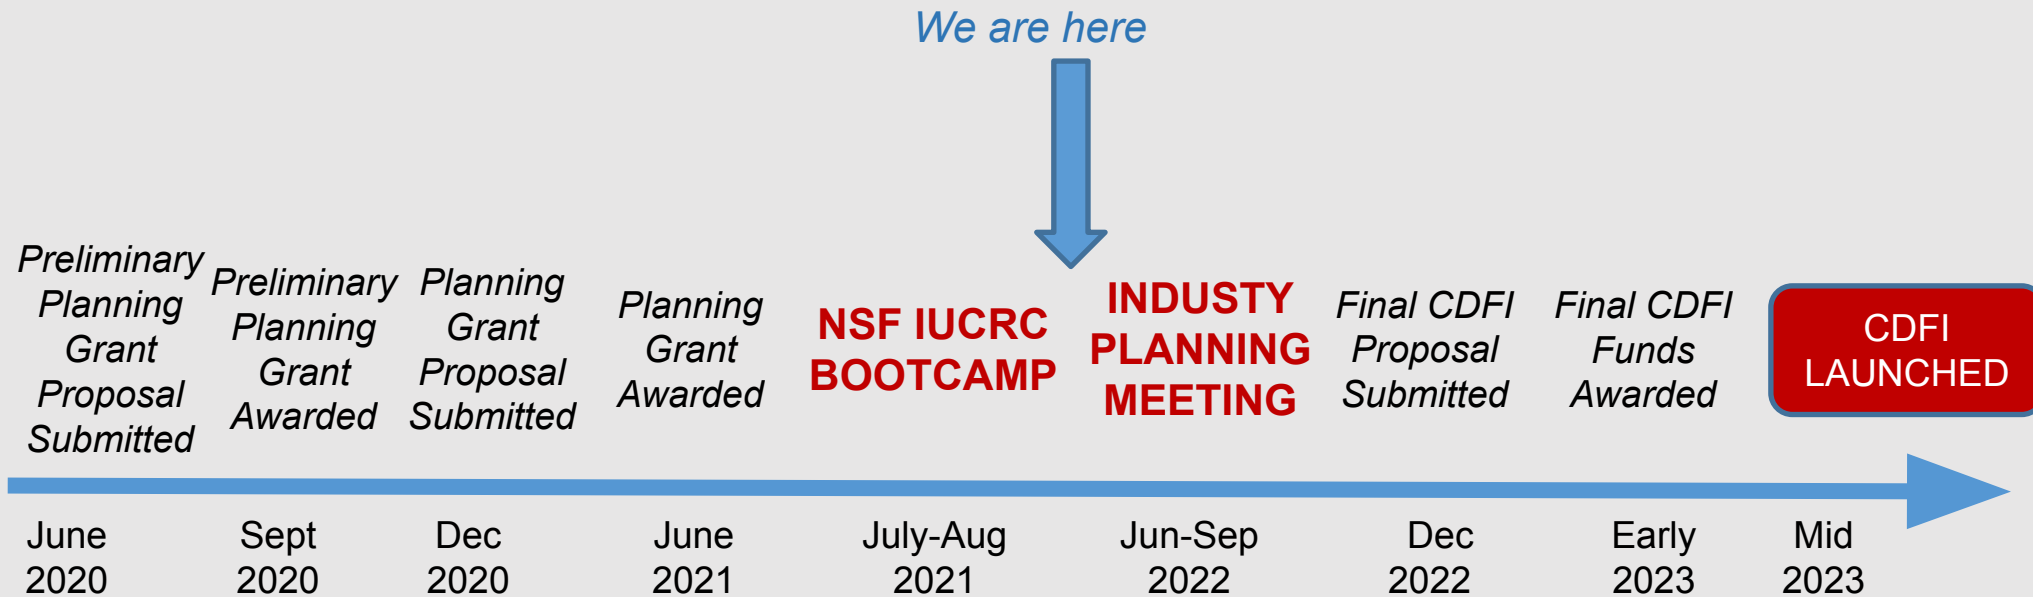 We are here
Preliminary
Planning
Grant
Proposal
Submitted
Preliminary
Planning
Grant
Awarded
Planning
Grant
Proposal
Submitted
Planning
Grant
Awarded
NSF IUCRC
BOOTCAMP
INDUSTY
PLANNING
MEETING
Final CDFI
Proposal
Submitted
Final CDFI
Funds
Awarded
CDFI
LAUNCHED
June
2020
Sept
2020
Dec
2020
June
2021
July-Aug
2021
Jun-Sep
2022
Dec
2022
Early
2023
Mid
2023